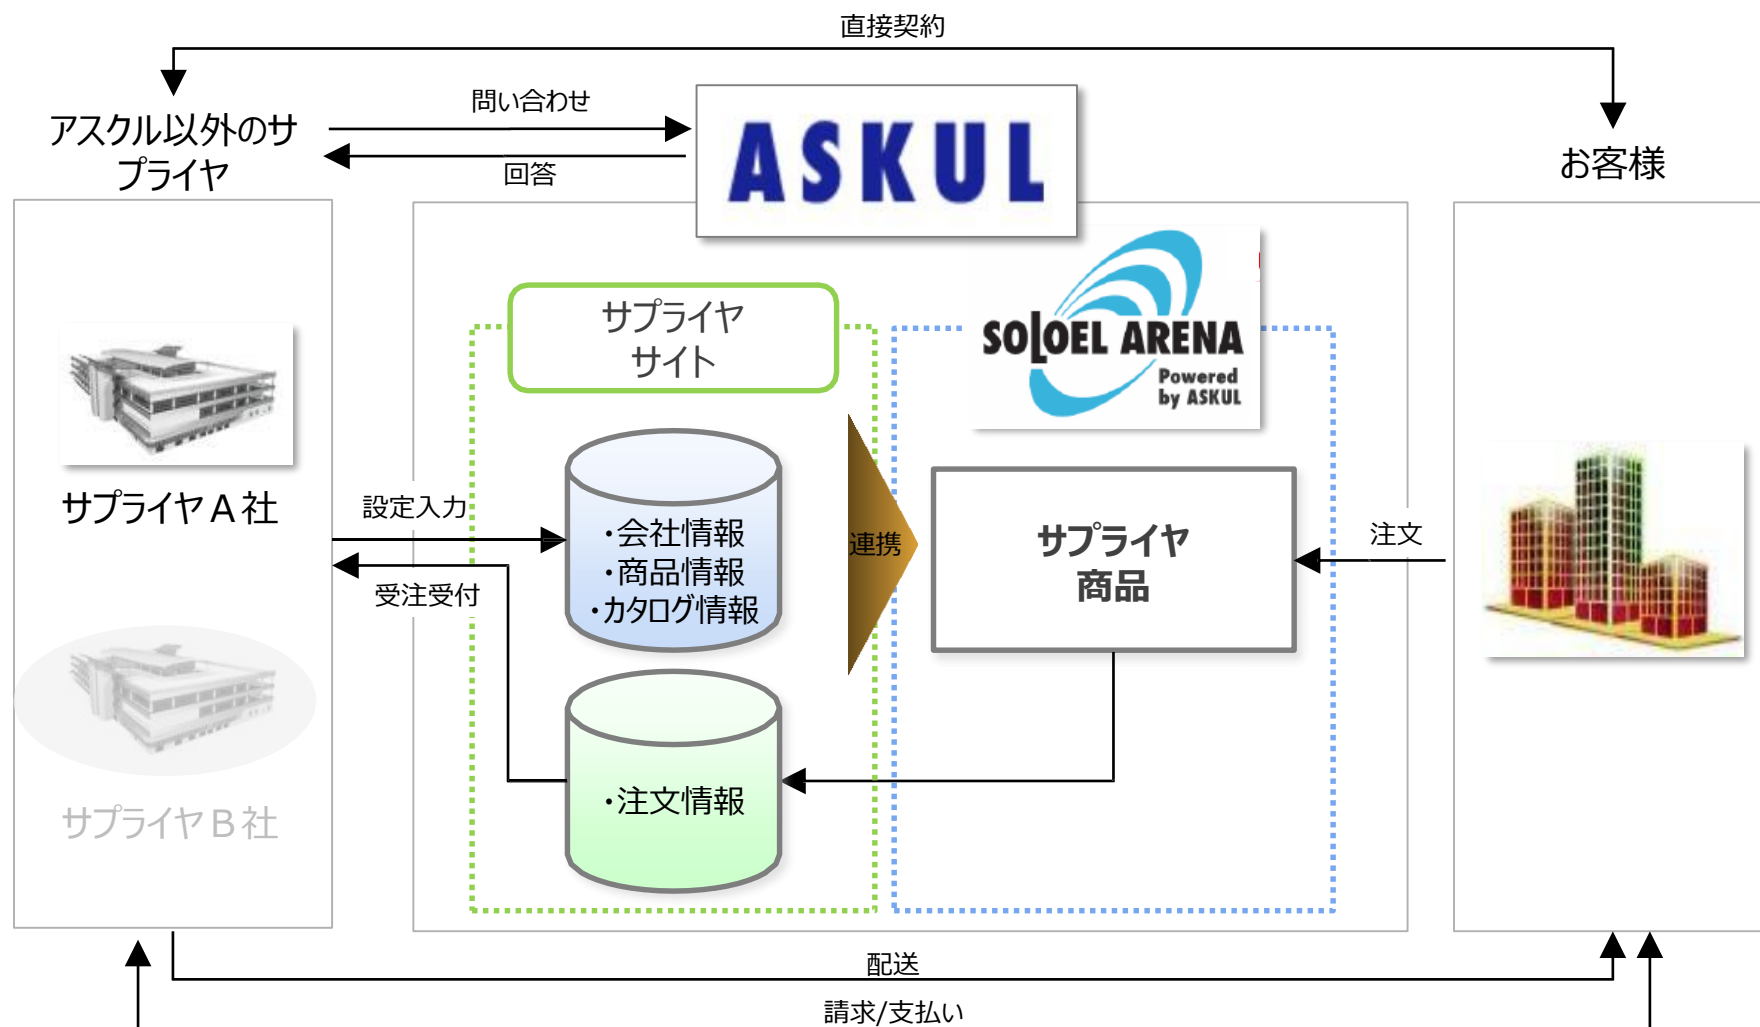 直接契約
アスクル以外のサ
プライヤ
問い合わせ
回答
ASKUL
お客様
サプライヤ
サイト
SOLOEL ARENA
Powered
by ASKUL
サプライヤA社
設定入力
受注受付
・会社情報
・商品情報
・カタログ情報
連携
サプライヤ
商品
注文
・注文情報
サプライヤB社
配送
請求/支払い